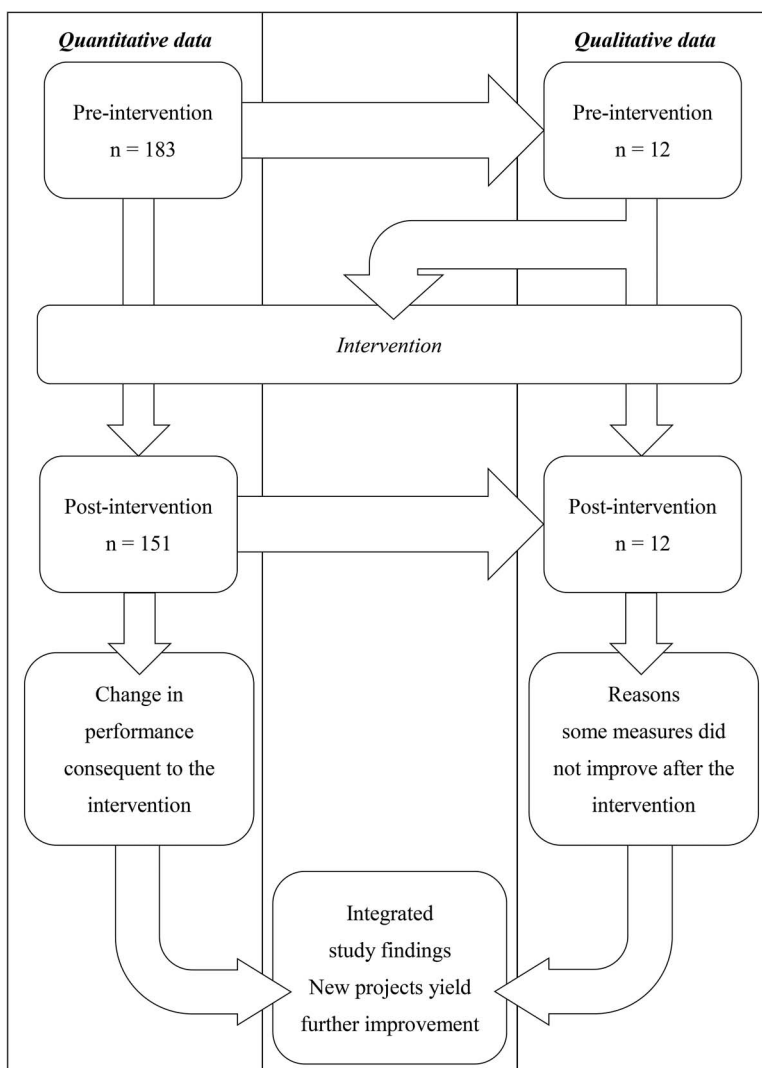 Quantitative data
Qualitative data
Pre-intervention
n = 183
Pre-intervention
n = 12
Intervention
Post-intervention
n = 151
Post-intervention
n = 12
Change in
performance
consequent to the
intervention
Reasons
some measures did
not improve after the
intervention
Integrated
study findings
New projects yield
further improvement